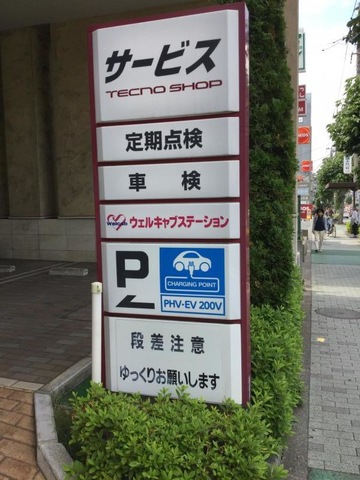 サービス
TECNO SHOP
定期点検
車 検
Welcab ウェルキャブステーション
P
CHARGING POINT
PHV・EV 200V
段差注意
ゆっくりお願いします